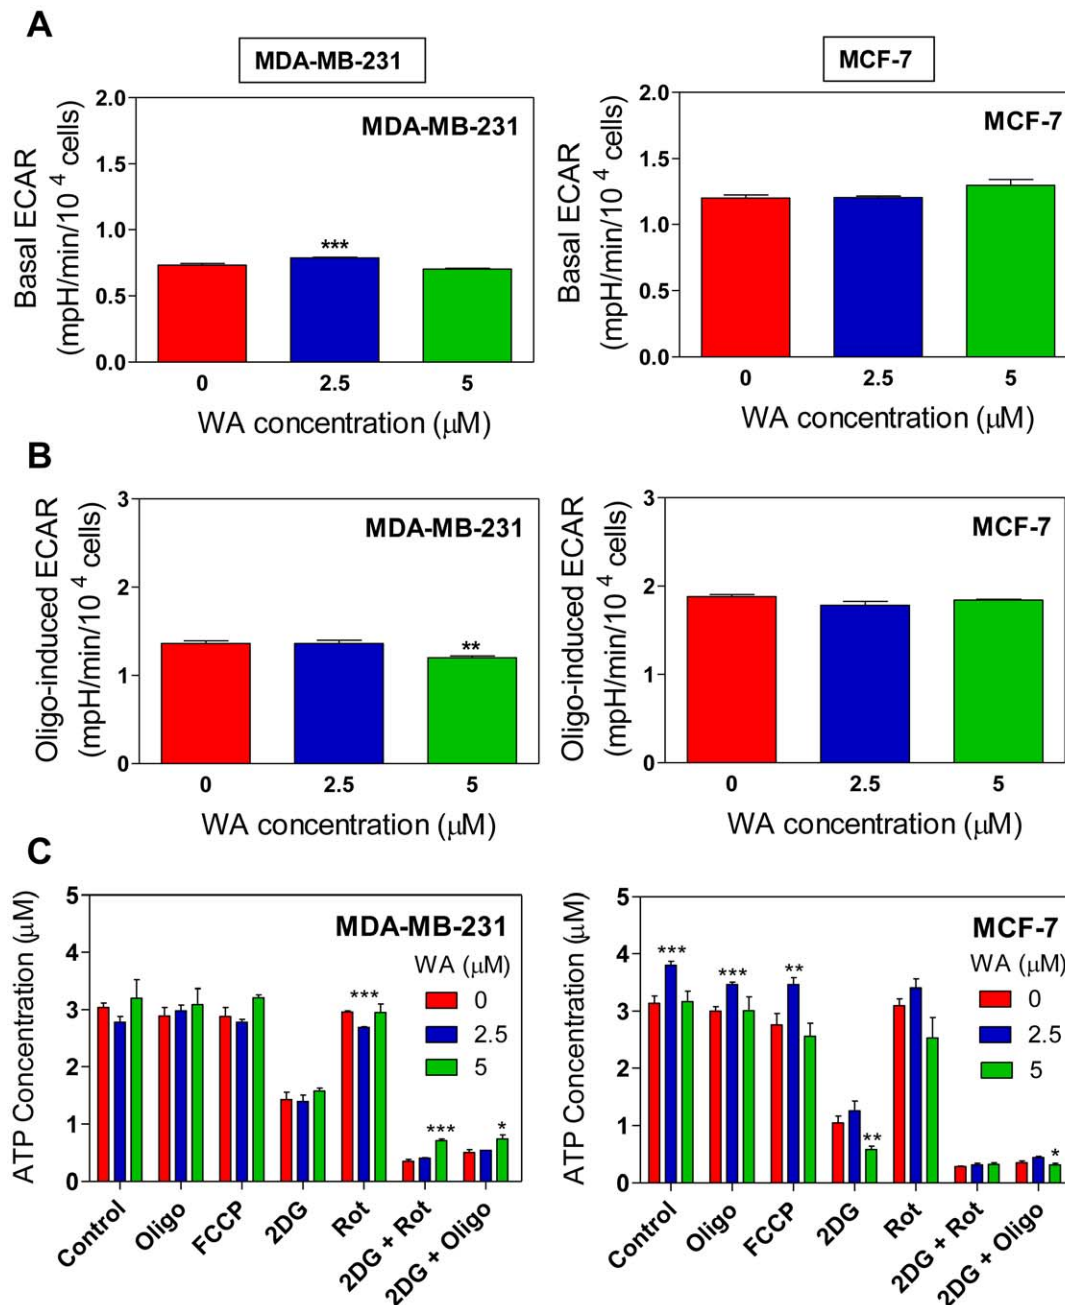 A
MDA-MB-231
MCF-7
Basal ECAR
(mpH/min/10 4 cells)
2.0
1.5
1.0
0.5
0.0
MDA-MB-231
***
0 2.5 5
WA concentration (μM)
Basal ECAR
(mpH/min/10 4 cells)
2.0
1.5
1.0
0.5
0.0
MCF-7
0 2.5 5
WA concentration (μM)
B
Oligo-induced ECAR
(mpH/min/10 4 cells)
3
2
1
0
MDA-MB-231
**
0 2.5 5
WA concentration (μM)
Oligo-induced ECAR
(mpH/min/10 4 cells)
3
2
1
0
MCF-7
0 2.5 5
WA concentration (μM)
C
ATP Concentration (μM)
5
4
3
2
1
0
MDA-MB-231
WA (μM)
0
2.5
5
***
***
*
Control
Oligo
FCCP
2DG
Rot
2DG + Rot
2DG + Oligo
ATP Concentration (μM)
5
4
3
2
1
0
MCF-7
WA (μM)
0
2.5
5
***
***
**
**
*
Control
Oligo
FCCP
2DG
Rot
2DG + Rot
2DG + Oligo